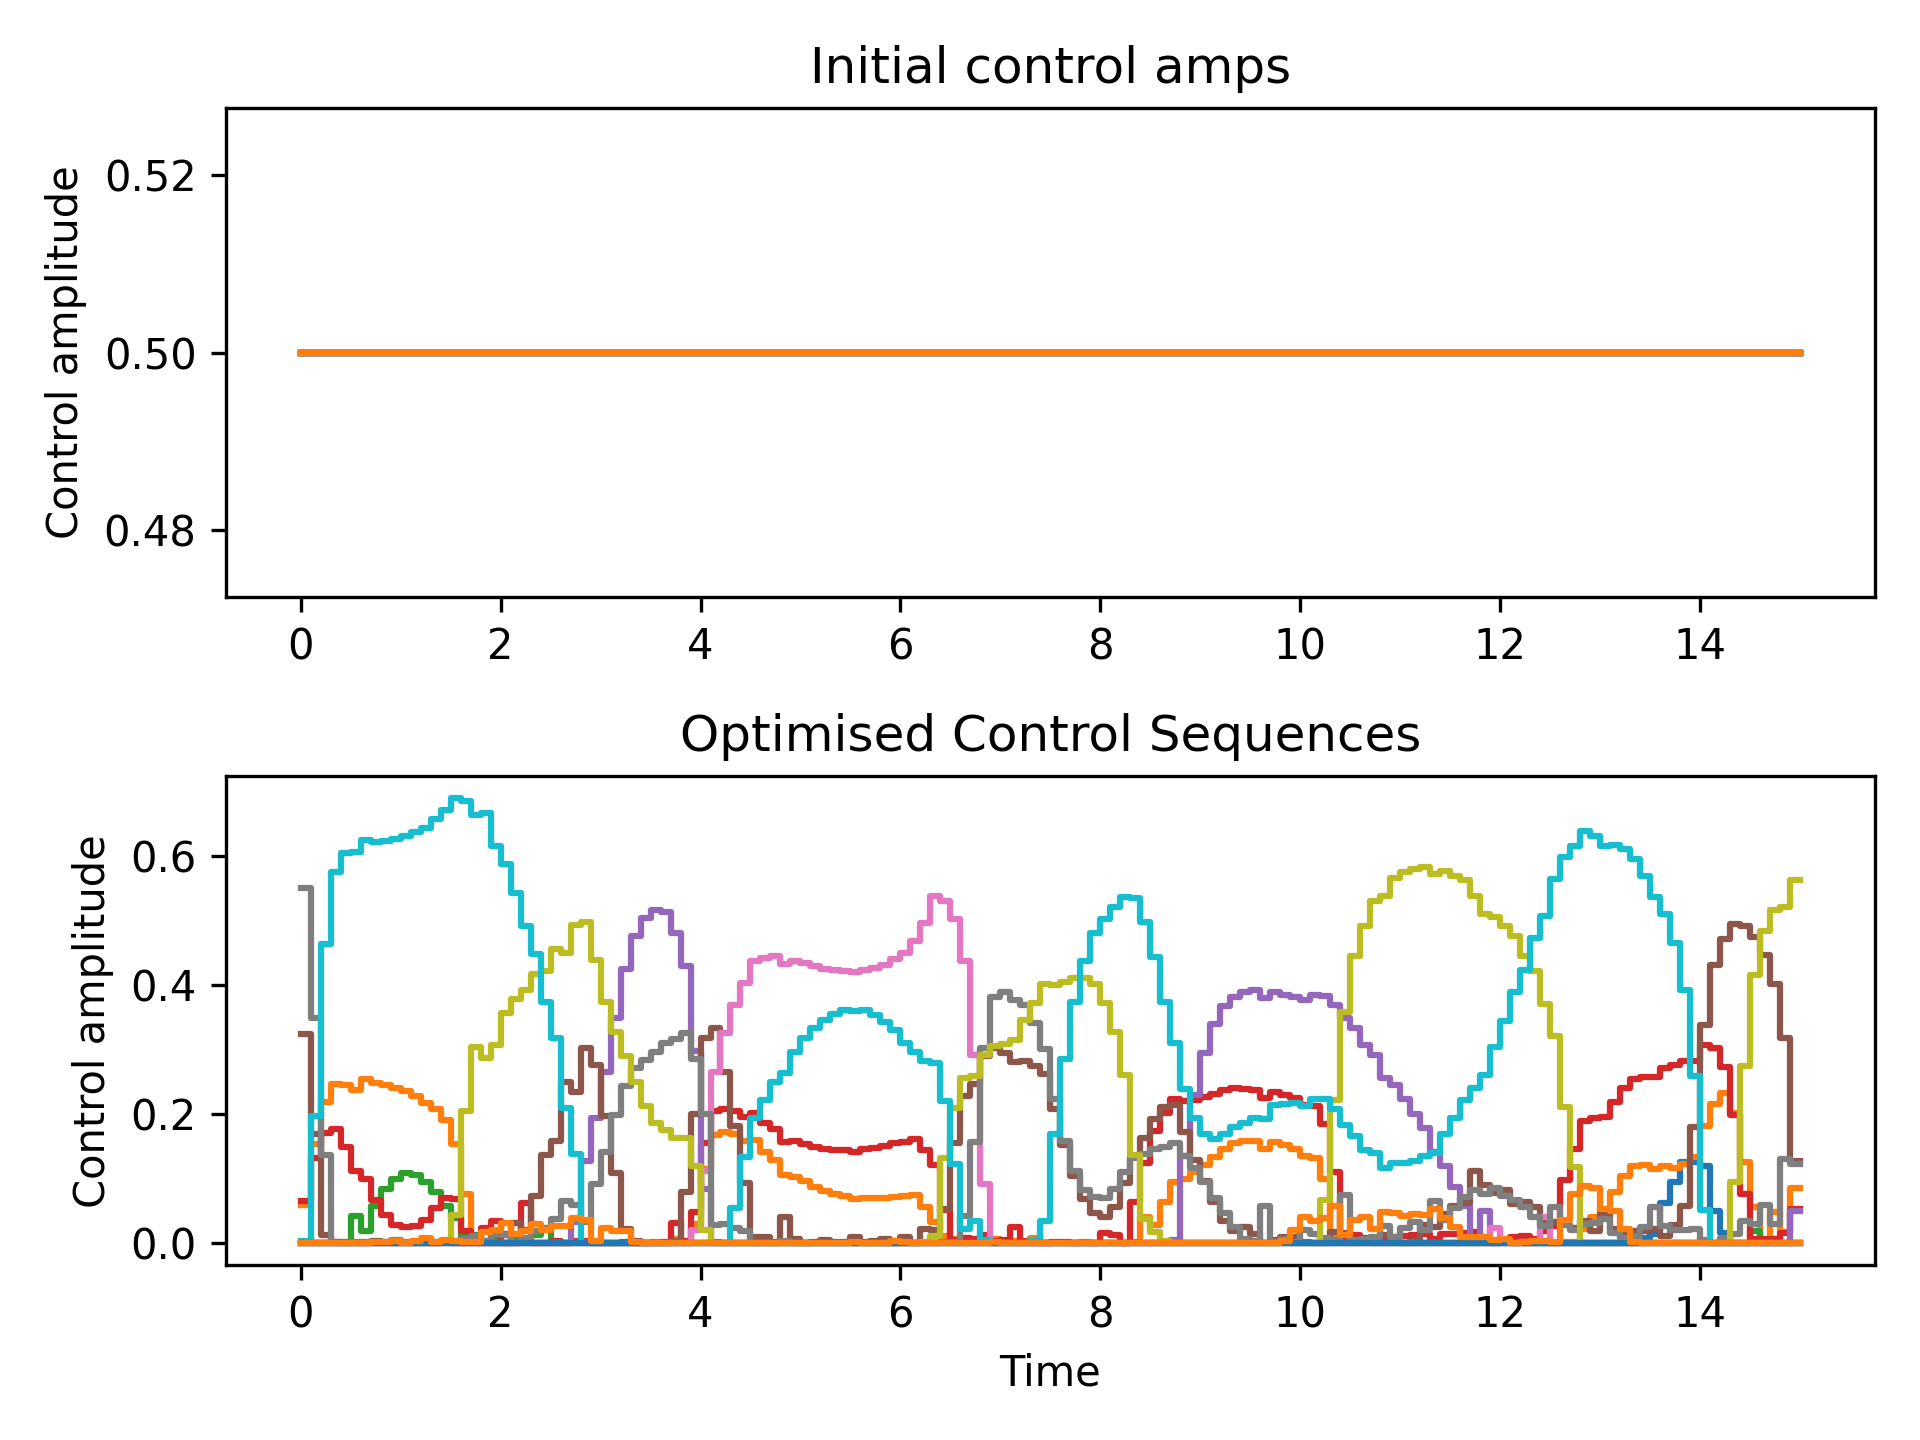 Initial control amps
Control amplitude
0.52
0.50
0.48
0 2 4 6 8 10 12 14
Optimised Control Sequences
Control amplitude
0.6
0.4
0.2
0.0
0 2 4 6 8 10 12 14
Time